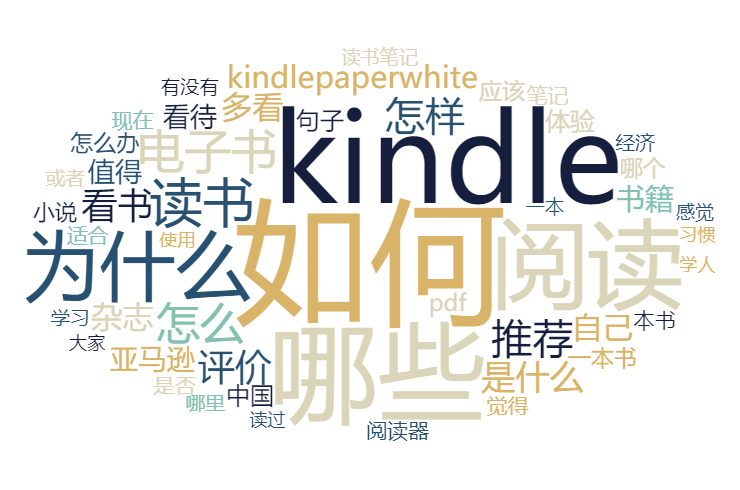 读书笔记
kindlepaperwhite
有没有
多看
应该
笔记
现在
看待
句子
怎样
体验
怎么办
电子书
kindle
经济
值得
哪个
或者
看书
读书
一本
书籍
小说
感觉
适合
使用
如何
阅读
习惯
为什么
学人
pdf
学习
杂志
怎么
哪些
推荐
自己
本书
大家
亚马逊
评价
是什么
一本书
是否
哪里
中国
觉得
读过
阅读器